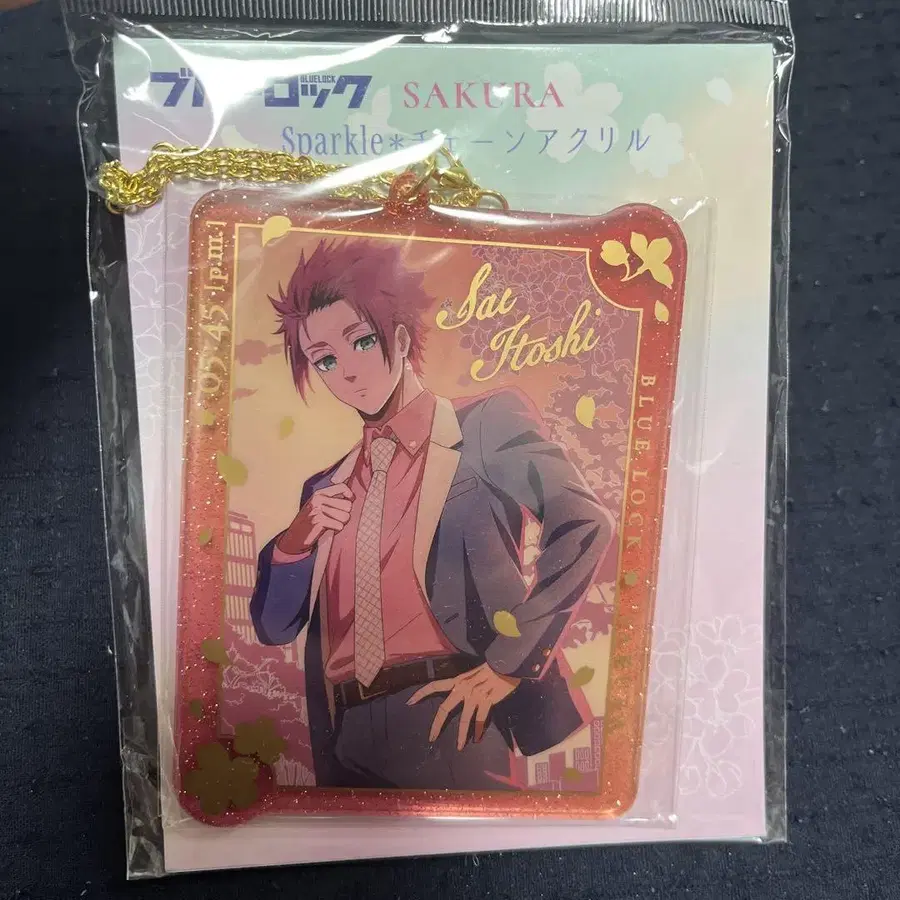 ブルーロック SAKURA
BLUELOCK
Sparkle*チェーンアクリル
05:45 [p.m.]
Sae
Itoshi
BLUE LOCK